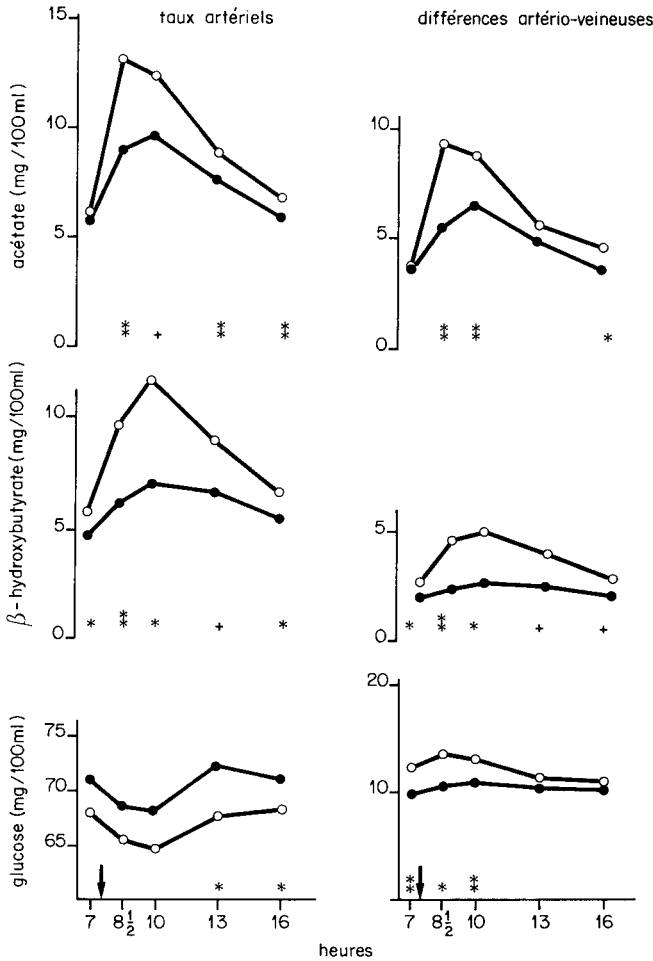 taux artériels
différences artério-veineuses
acétate (mg/100ml)
15
10
5
0
** + ** **
10
5
0
** ** *
β-hydroxybutyrate (mg/100ml)
10
5
0
* ** * + *
5
0
* ** * + +
glucose (mg/100ml)
75
70
65
* *
7 8½ 10 13 16
20
10
** * **
7 8½ 10 13 16
heures